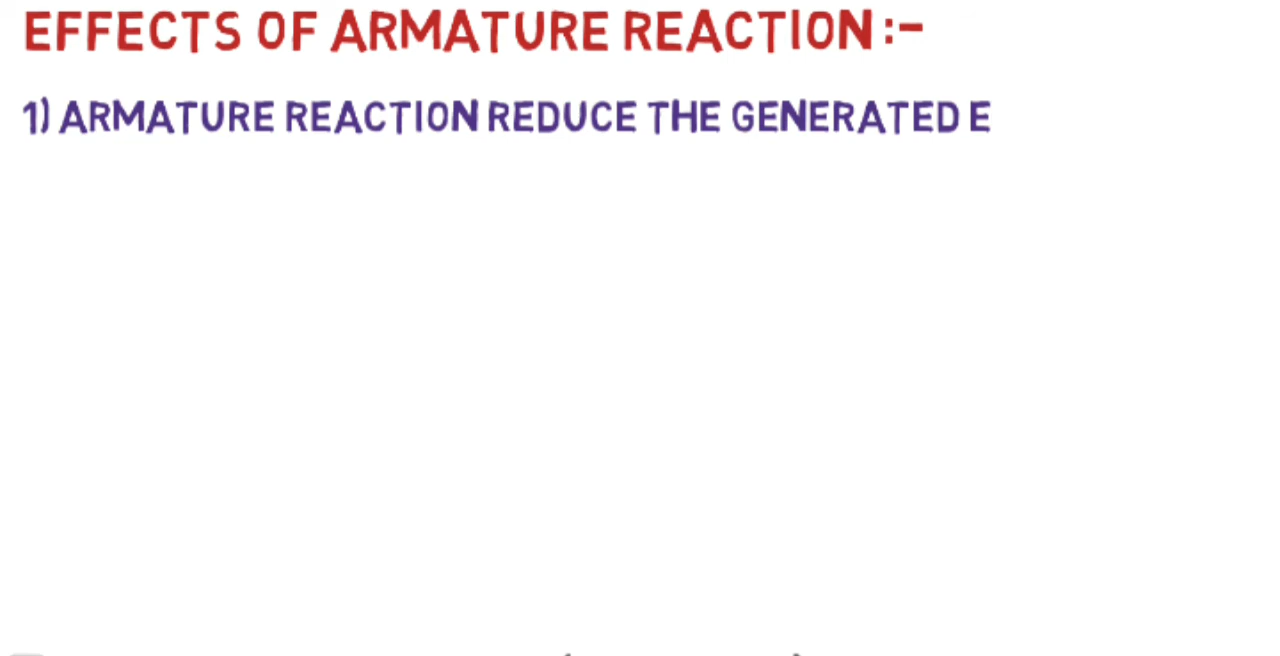 EFFECTS OF ARMATURE REACTION :-
1) ARMATURE REACTION REDUCE THE GENERATED E